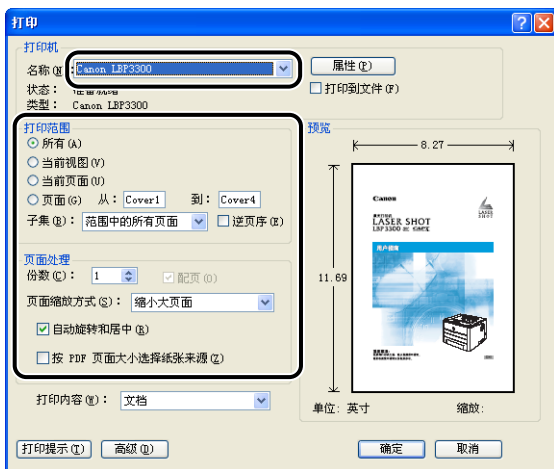 打印
打印机
名称(N): Canon LBP3300 属性(P)
状态: 准备就绪 打印到文件(F)
类型: Canon LBP3300
打印范围 预览
所有(A) 8.27
当前视图(V)
当前页面(U)
页面(G) 从: Cover1 到: Cover4
子集(B): 范围中的所有页面 逆页序(E)
Canon
LASER SHOT
LBP3300
用户指南
页面处理
份数(C): 1 配页(O) 11.69
页面缩放方式(S): 缩小大页面
自动旋转和居中(R)
按 PDF 页面大小选择纸张来源(Z)
打印内容(W): 文档 单位: 英寸 缩放:
打印提示(T) 高级(D) 确定 取消